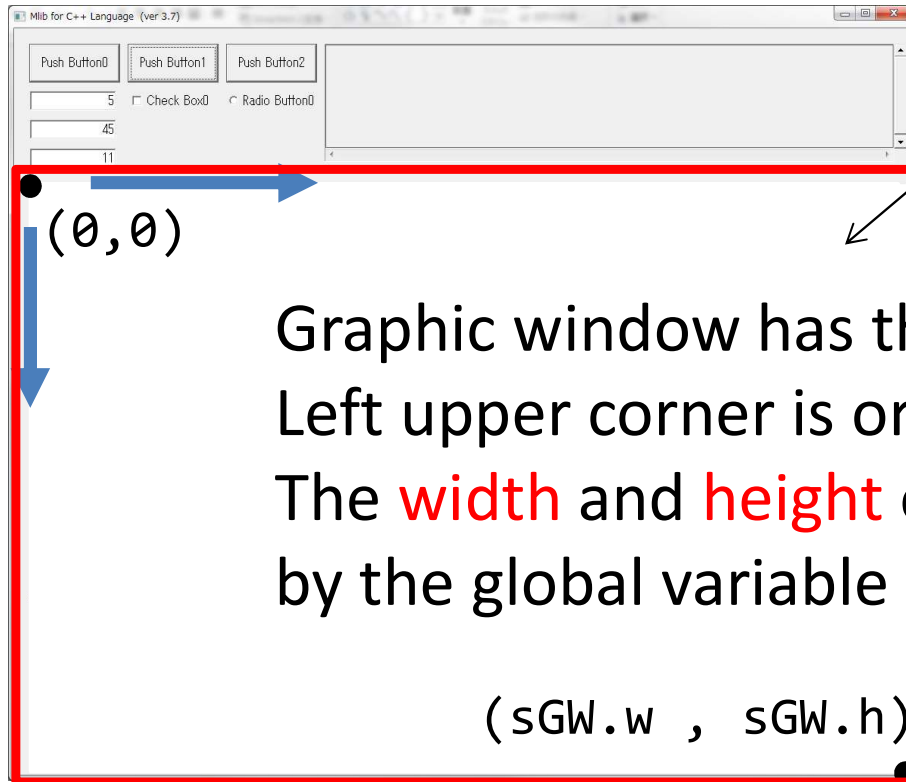 Mlib for C++ Language (ver 3.7)
Push Button0 Push Button1 Push Button2
5 Check Box0 Radio Button0
45
11
(0,0)
Graphic window has th
Left upper corner is or
The width and height
by the global variable
(sGW.w , sGW.h)